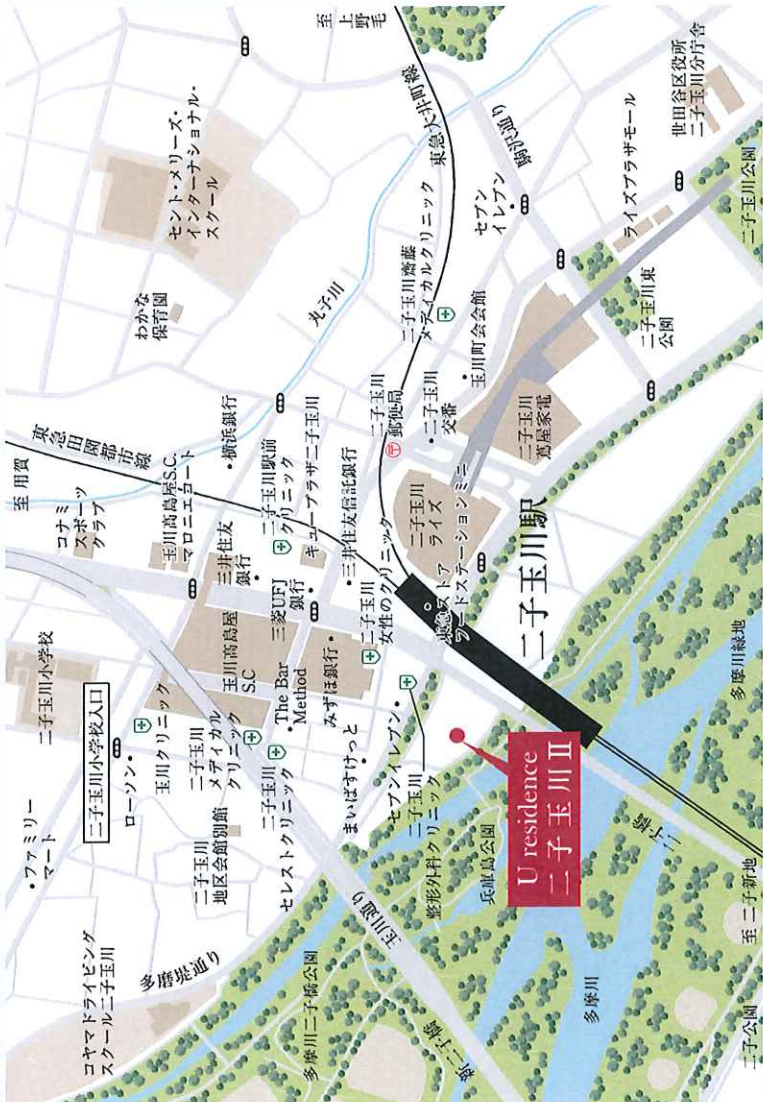 至
上
野
毛
東急大井町線
駒沢通り
世田谷区役所
二子玉川分庁舎
セント・メリーズ・
インターナショナル・
スクール
わかな
保育園
丸子川
二子玉川齋藤
メディカルクリニック
セブン
イレブン
ライズプラザモール
二子玉川公園
二子玉川東
公園
玉川町会会館
二子玉川
郵便局
二子玉川
交番
二子玉川
蔦屋家電
二子玉川
ライズ
東急田園都市線
至 用賀
横浜銀行
コナミ
スポーツ
クラブ
玉川髙島屋S.C.
マロニエコート
三井住友
銀行
二子玉川駅前
クリニック
キュープラザ二子玉川
三井住友信託銀行
三菱UFJ
銀行
玉川髙島屋
S.C
みずほ銀行
The Bar
Method
二子玉川
女性のクリニック
東急ストア
フードステーションミニ
二子玉川駅
二子玉川小学校
二子玉川小学校入口
ファミリー
マート
ローソン
玉川クリニック
二子玉川
メディカル
クリニック
二子玉川
地区会館別館
二子玉川
セレストクリニック
まいばすけっと
セブンイレブン
二子玉川
整形外科クリニック
U residence
二子玉川 II
兵庫島公園
二子橋
多摩川緑地
コヤマドライビング
スクール二子玉川
多摩堤通り
玉川通り
多摩川二子橋公園
新二子橋
多摩川
至 二子新地
二子公園